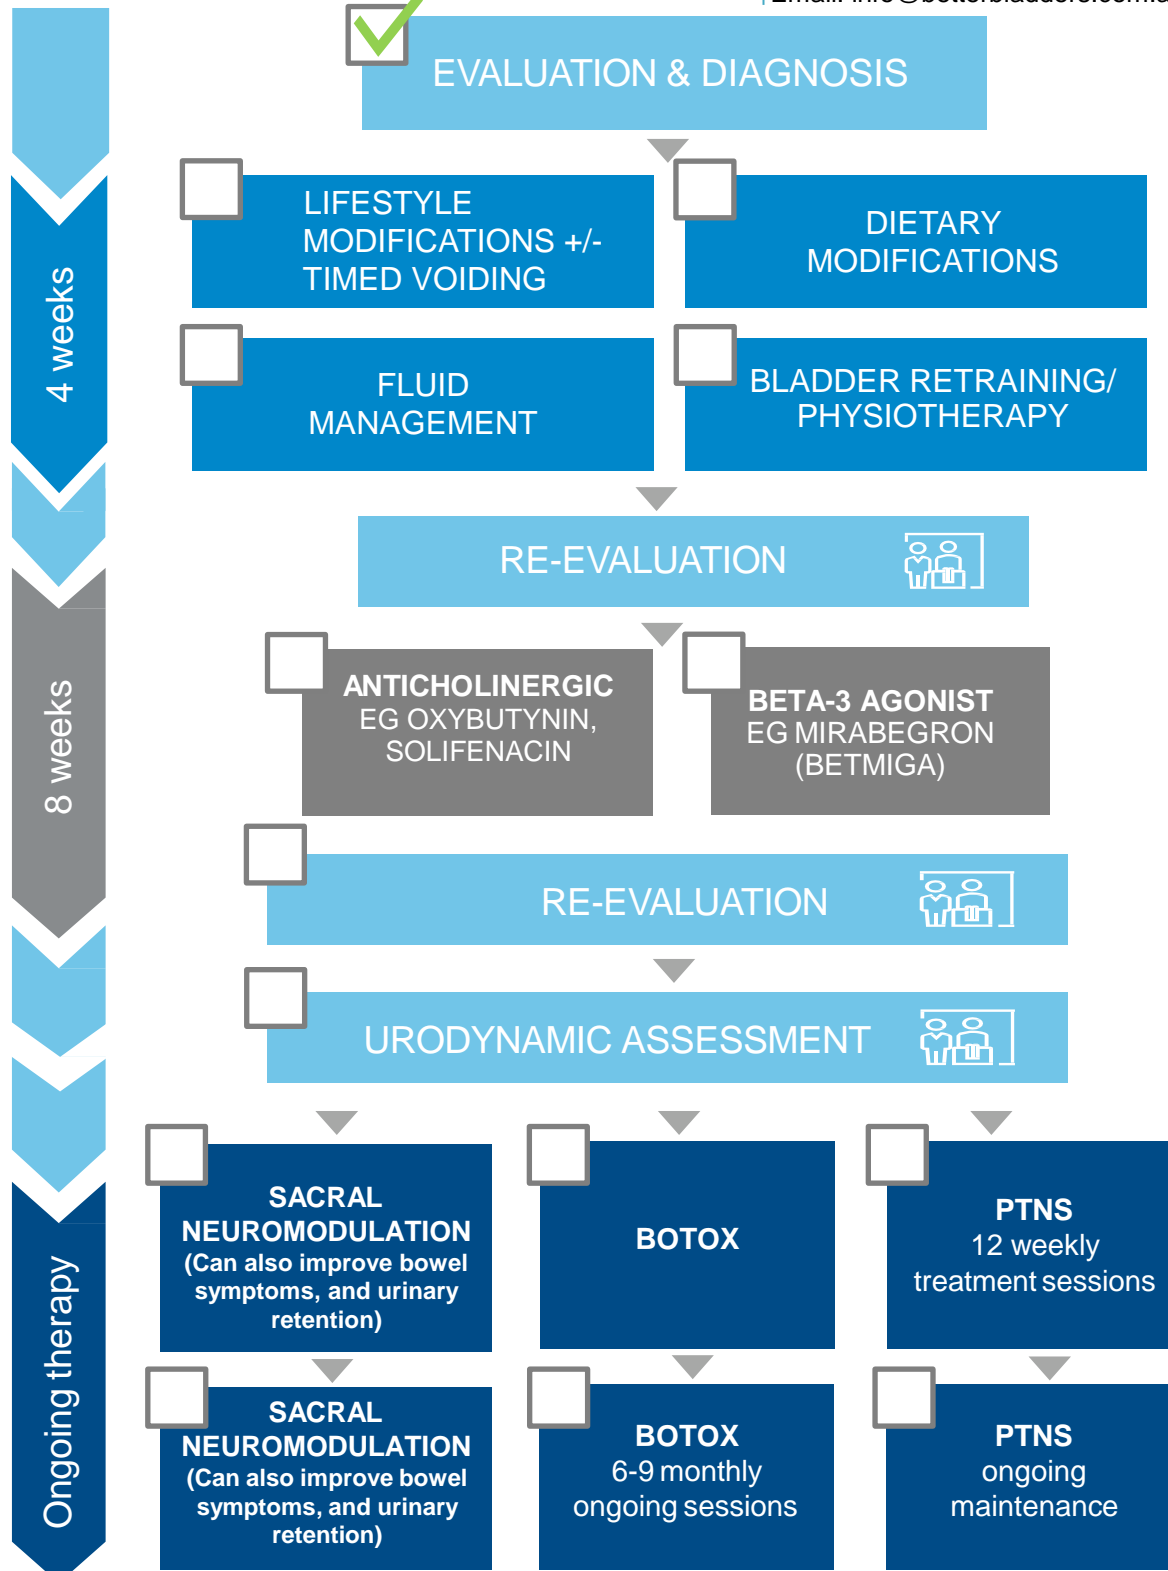 EVALUATION & DIAGNOSIS
4 weeks
LIFESTYLE
MODIFICATIONS +/-
TIMED VOIDING
DIETARY
MODIFICATIONS
FLUID
MANAGEMENT
BLADDER RETRAINING/
PHYSIOTHERAPY
RE-EVALUATION
8 weeks
ANTICHOLINERGIC
EG OXYBUTYNIN,
SOLIFENACIN
BETA-3 AGONIST
EG MIRABEGRON
(BETMIGA)
RE-EVALUATION
URODYNAMIC ASSESSMENT
Ongoing therapy
SACRAL
NEUROMODULATION
(Can also improve bowel
symptoms, and urinary
retention)
BOTOX
PTNS
12 weekly
treatment sessions
SACRAL
NEUROMODULATION
(Can also improve bowel
symptoms, and urinary
retention)
BOTOX
6-9 monthly
ongoing sessions
PTNS
ongoing
maintenance